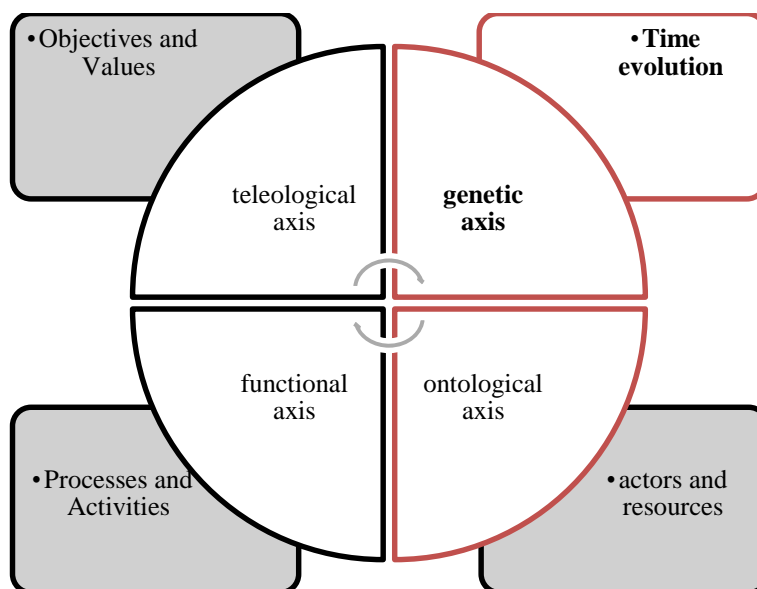 •Objectives and
Values
•Time
evolution
teleological
axis
genetic
axis
functional
axis
ontological
axis
•Processes and
Activities
•actors and
resources